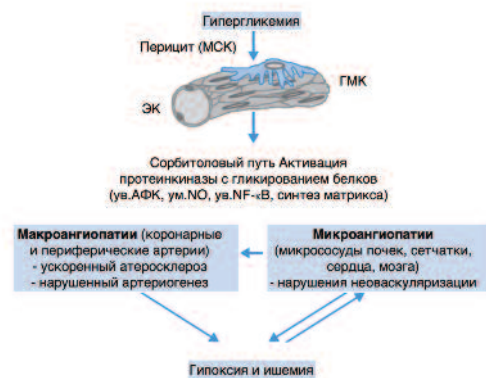 Гипергликемия
Перицит (МСК)
ГМК
ЭК
Сорбитоловый путь Активация
протеинкиназы с гликированием белков
(ув.АФК, ум.NO, ув.NF-κB, синтез матрикса)
Макроангиопатии (коронарные
и периферические артерии)
- ускоренный атеросклероз
- нарушенный артериогенез
Микроангиопатии
(микрососуды почек, сетчатки,
сердца, мозга)
- нарушения неоваскуляризации
Гипоксия и ишемия